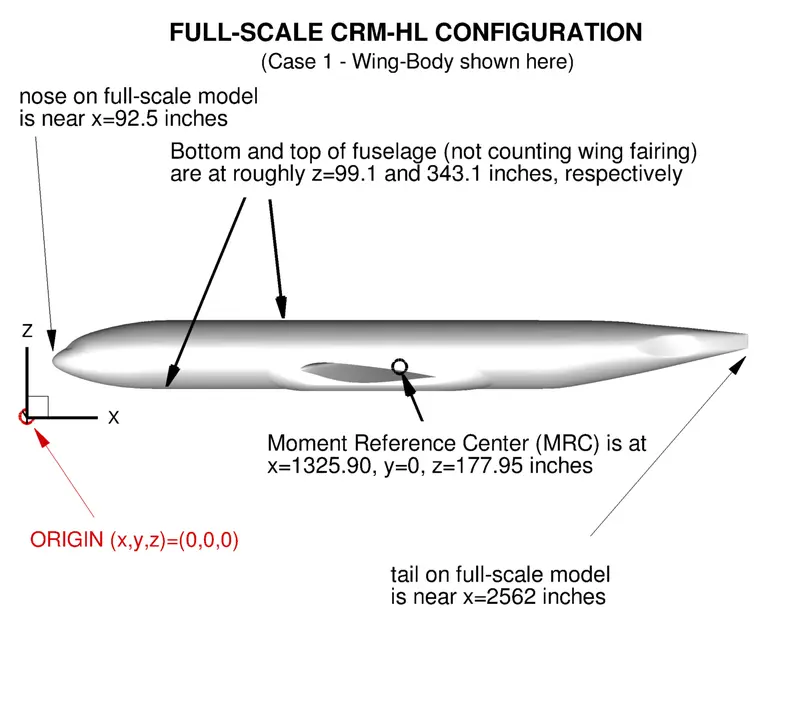 FULL-SCALE CRM-HL CONFIGURATION
(Case 1 - Wing-Body shown here)
nose on full-scale model
is near x=92.5 inches
Bottom and top of fuselage (not counting wing fairing)
are at roughly z=99.1 and 343.1 inches, respectively
Z
X
Moment Reference Center (MRC) is at
x=1325.90, y=0, z=177.95 inches
ORIGIN (x,y,z)=(0,0,0)
tail on full-scale model
is near x=2562 inches